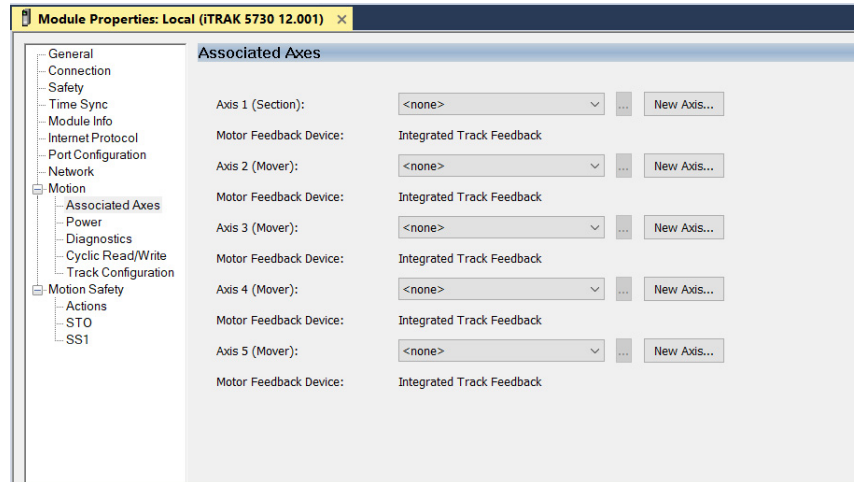 Module Properties: Local (iTRAK 5730 12.001) ×
General
Connection
Safety
Time Sync
Module Info
Internet Protocol
Port Configuration
Network
Motion
Associated Axes
Power
Diagnostics
Cyclic Read/Write
Track Configuration
Motion Safety
Actions
STO
SS1
Associated Axes
Axis 1 (Section): <none> ... New Axis...
Motor Feedback Device: Integrated Track Feedback
Axis 2 (Mover): <none> ... New Axis...
Motor Feedback Device: Integrated Track Feedback
Axis 3 (Mover): <none> ... New Axis...
Motor Feedback Device: Integrated Track Feedback
Axis 4 (Mover): <none> ... New Axis...
Motor Feedback Device: Integrated Track Feedback
Axis 5 (Mover): <none> ... New Axis...
Motor Feedback Device: Integrated Track Feedback